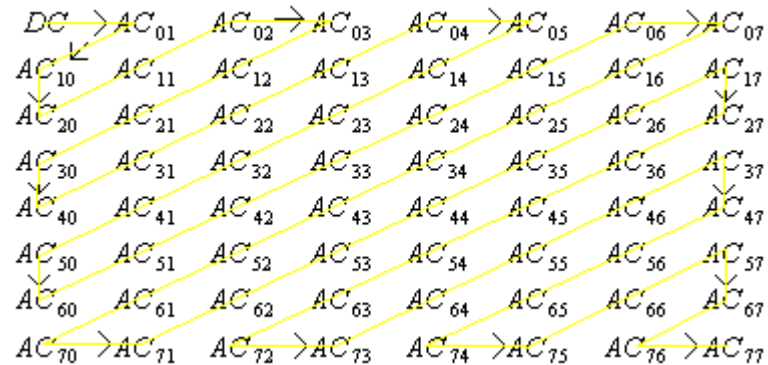 DC AC₀₁ AC₀₂ AC₀₃ AC₀₄ AC₀₅ AC₀₆ AC₀₇
AC₁₀ AC₁₁ AC₁₂ AC₁₃ AC₁₄ AC₁₅ AC₁₆ AC₁₇
AC₂₀ AC₂₁ AC₂₂ AC₂₃ AC₂₄ AC₂₅ AC₂₆ AC₂₇
AC₃₀ AC₃₁ AC₃₂ AC₃₃ AC₃₄ AC₃₅ AC₃₆ AC₃₇
AC₄₀ AC₄₁ AC₄₂ AC₄₃ AC₄₄ AC₄₅ AC₄₆ AC₄₇
AC₅₀ AC₅₁ AC₅₂ AC₅₃ AC₅₄ AC₅₅ AC₅₆ AC₅₇
AC₆₀ AC₆₁ AC₆₂ AC₆₃ AC₆₄ AC₆₅ AC₆₆ AC₆₇
AC₇₀ AC₇₁ AC₇₂ AC₇₃ AC₇₄ AC₇₅ AC₇₆ AC₇₇